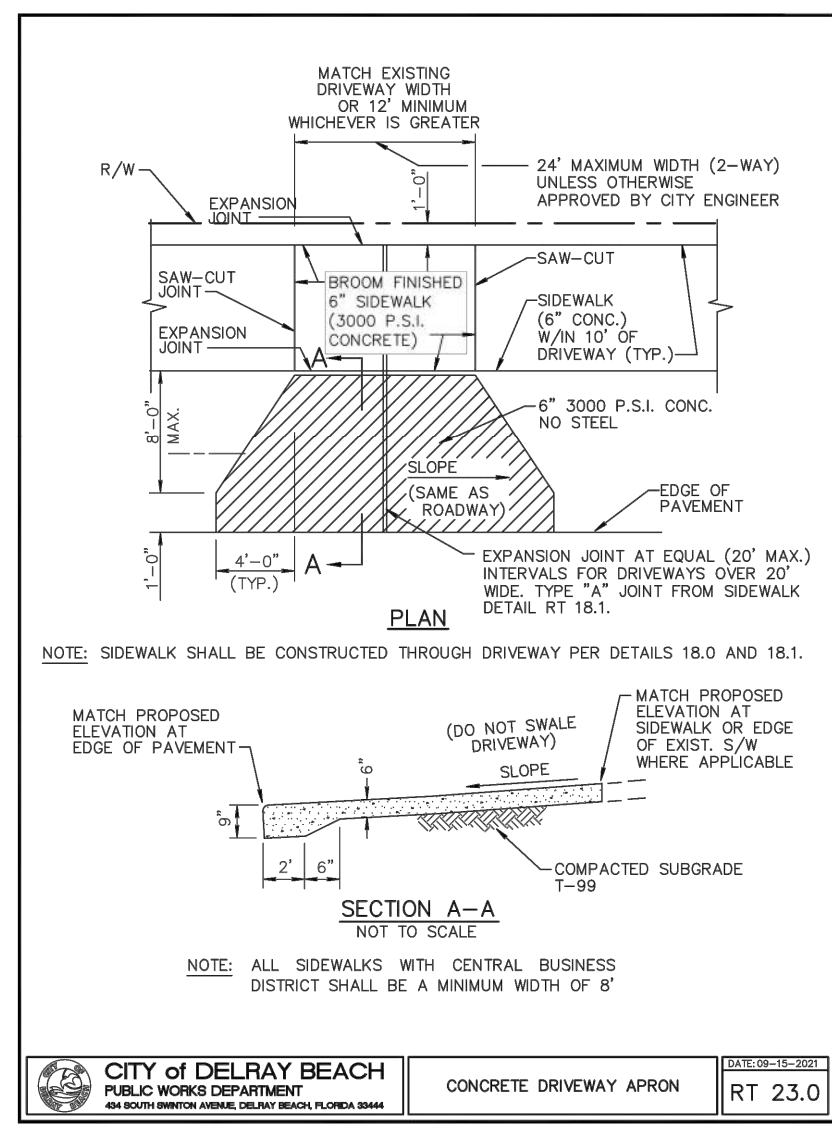 MATCH EXISTING
DRIVEWAY WIDTH
OR 12' MINIMUM
WHICHEVER IS GREATER
R/W
24' MAXIMUM WIDTH (2-WAY)
UNLESS OTHERWISE
APPROVED BY CITY ENGINEER
1'-0"
EXPANSION
JOINT
SAW-CUT
JOINT
BROOM FINISHED
6" SIDEWALK
(3000 P.S.I.
CONCRETE)
SAW-CUT
SIDEWALK
(6" CONC.)
W/IN 10' OF
DRIVEWAY (TYP.)
EXPANSION
JOINT
A
8'-0"
MAX.
6" 3000 P.S.I. CONC.
NO STEEL
SLOPE
(SAME AS
ROADWAY)
EDGE OF
PAVEMENT
1'-0"
4'-0"
(TYP.)
A
EXPANSION JOINT AT EQUAL (20' MAX.)
INTERVALS FOR DRIVEWAYS OVER 20'
WIDE. TYPE "A" JOINT FROM SIDEWALK
DETAIL RT 18.1.
PLAN
NOTE: SIDEWALK SHALL BE CONSTRUCTED THROUGH DRIVEWAY PER DETAILS 18.0 AND 18.1.
MATCH PROPOSED
ELEVATION AT
EDGE OF PAVEMENT
(DO NOT SWALE
DRIVEWAY)
SLOPE
MATCH PROPOSED
ELEVATION AT
SIDEWALK OR EDGE
OF EXIST. S/W
WHERE APPLICABLE
6"
9"
2'
6"
COMPACTED SUBGRADE
T-99
SECTION A-A
NOT TO SCALE
NOTE: ALL SIDEWALKS WITH CENTRAL BUSINESS
DISTRICT SHALL BE A MINIMUM WIDTH OF 8'
CITY of DELRAY BEACH
PUBLIC WORKS DEPARTMENT
434 SOUTH SWINTON AVENUE, DELRAY BEACH, FLORIDA 33444
CONCRETE DRIVEWAY APRON
DATE:09-15-2021
RT 23.0